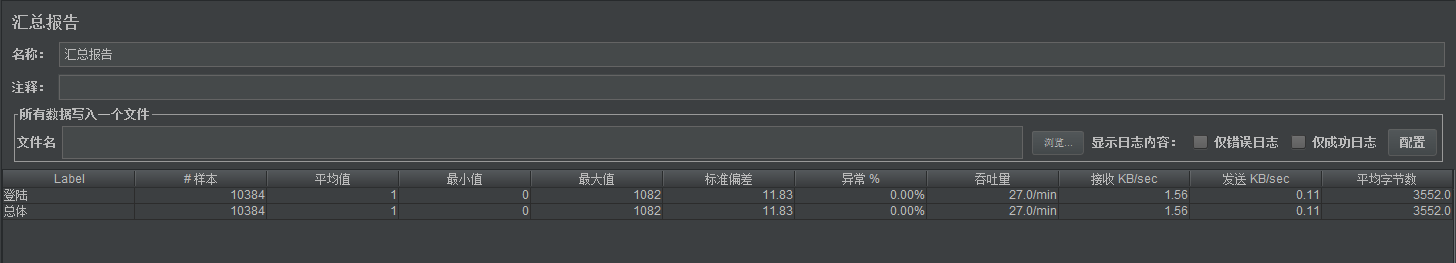 汇总报告
名称： 汇总报告
注释：
所有数据写入一个文件
文件名 浏览... 显示日志内容： 仅错误日志 仅成功日志 配置
Label # 样本 平均值 最小值 最大值 标准偏差 异常 % 吞吐量 接收 KB/sec 发送 KB/sec 平均字节数
登陆 10384 1 0 1082 11.83 0.00% 27.0/min 1.56 0.11 3552.0
总体 10384 1 0 1082 11.83 0.00% 27.0/min 1.56 0.11 3552.0